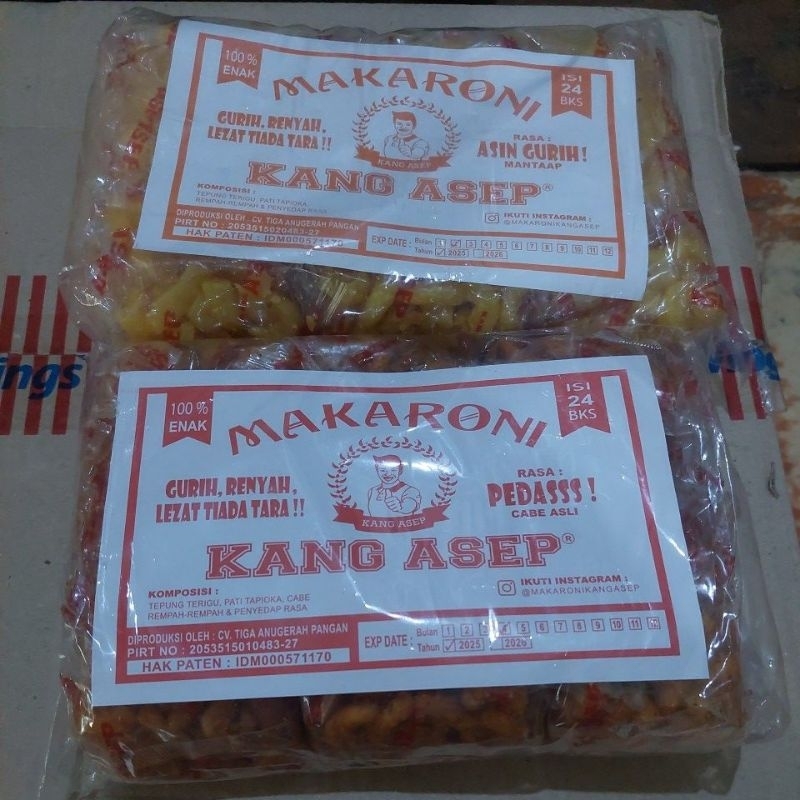 100 %
ENAK
MAKARONI
ISI
24
BKS
GURIH, RENYAH,
LEZAT TIADA TARA !!
KANG ASEP
RASA :
ASIN GURIH !
MANTAAP
KANG ASEP®
KOMPOSISI :
TEPUNG TERIGU, PATI TAPIOKA,
REMPAH-REMPAH & PENYEDAP RASA
IKUTI INSTAGRAM :
@MAKARONIKANGASEP
DIPRODUKSI OLEH : CV. TIGA ANUGERAH PANGAN
PIRT NO : 2053515020483-27
HAK PATEN : IDM000571170
EXP DATE : Bulan 1 2 3 4 5 6 7 8 9 10 11 12
Tahun 2025 2026
ings
100 %
ENAK
MAKARONI
ISI
24
BKS
GURIH, RENYAH,
LEZAT TIADA TARA !!
KANG ASEP
RASA :
PEDASSS !
CABE ASLI
KANG ASEP®
KOMPOSISI :
TEPUNG TERIGU, PATI TAPIOKA, CABE
REMPAH-REMPAH & PENYEDAP RASA
IKUTI INSTAGRAM :
@MAKARONIKANGASEP
DIPRODUKSI OLEH : CV. TIGA ANUGERAH PANGAN
PIRT NO : 2053515010483-27
HAK PATEN : IDM000571170
EXP DATE : Bulan 1 2 3 4 5 6 7 8 9 10 11 12
Tahun 2025 2026